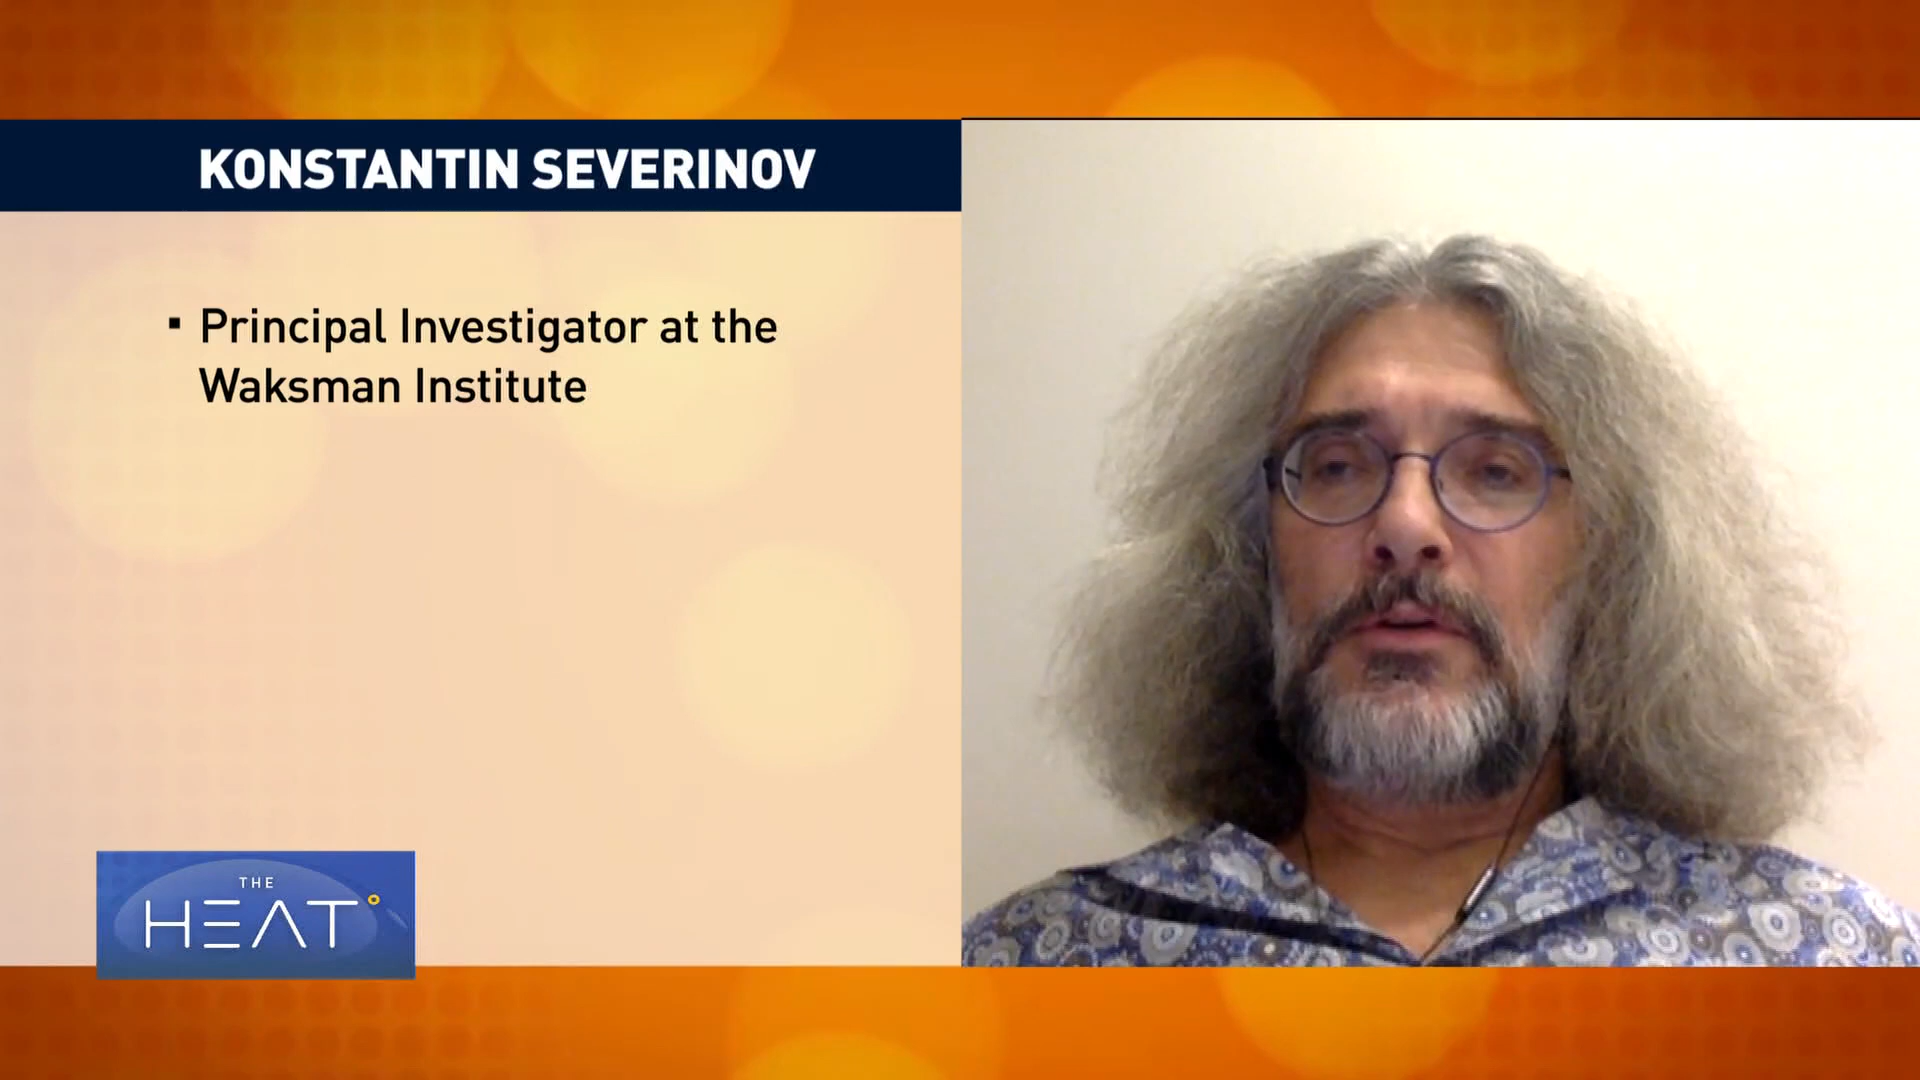 KONSTANTIN SEVERINOV
▪ Principal Investigator at the
Waksman Institute
THE
HEAT°